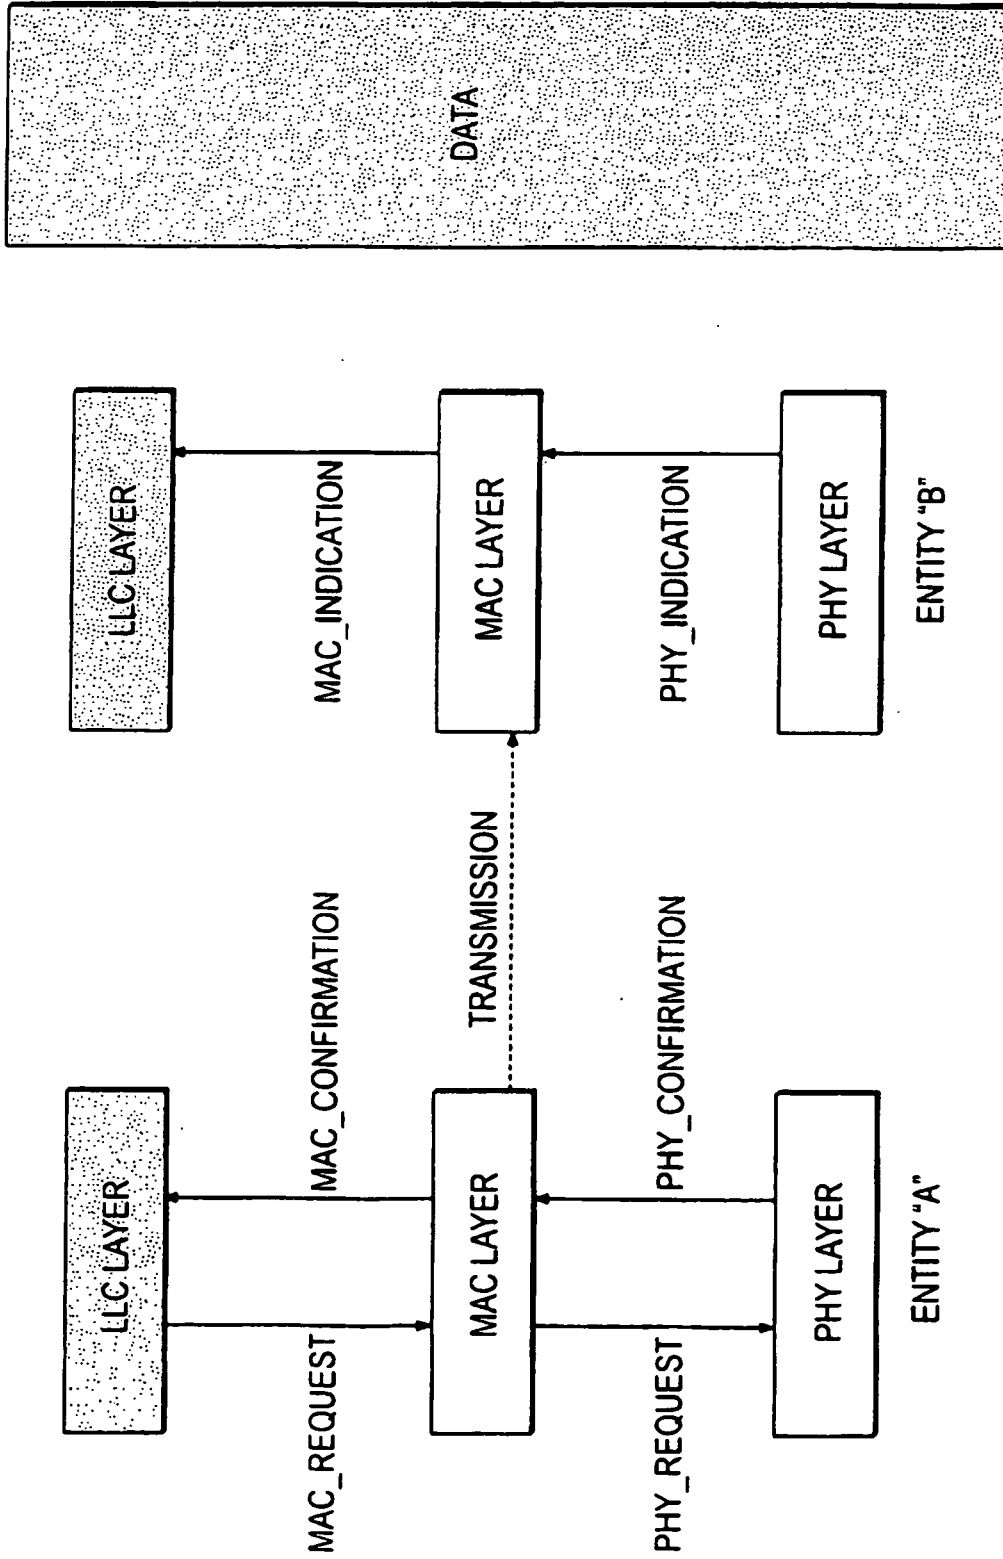 LLC LAYER
LLC LAYER
MAC_REQUEST
MAC_CONFIRMATION
MAC_INDICATION
MAC LAYER
TRANSMISSION
MAC LAYER
DATA
PHY_REQUEST
PHY_CONFIRMATION
PHY_INDICATION
PHY LAYER
PHY LAYER
ENTITY "A"
ENTITY "B"